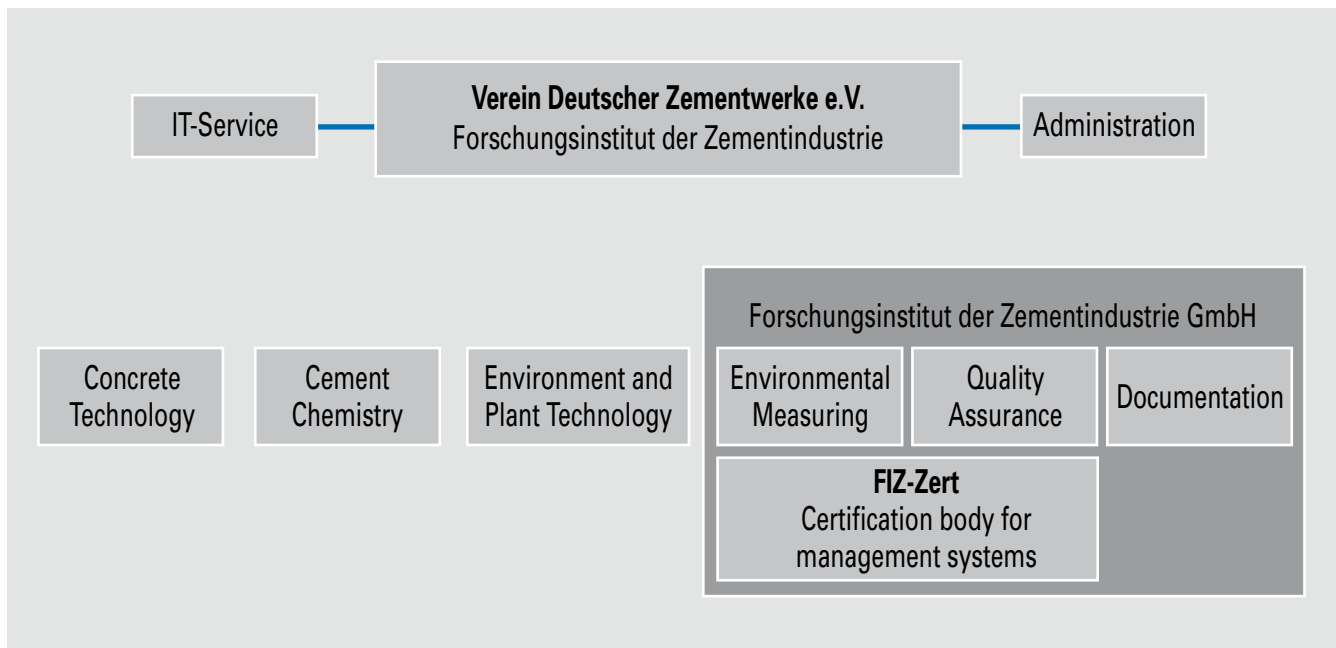 IT-Service
Verein Deutscher Zementwerke e.V.
Forschungsinstitut der Zementindustrie
Administration
Concrete
Technology
Cement
Chemistry
Environment and
Plant Technology
Forschungsinstitut der Zementindustrie GmbH
Environmental
Measuring
Quality
Assurance
Documentation
FIZ-Zert
Certification body for
management systems